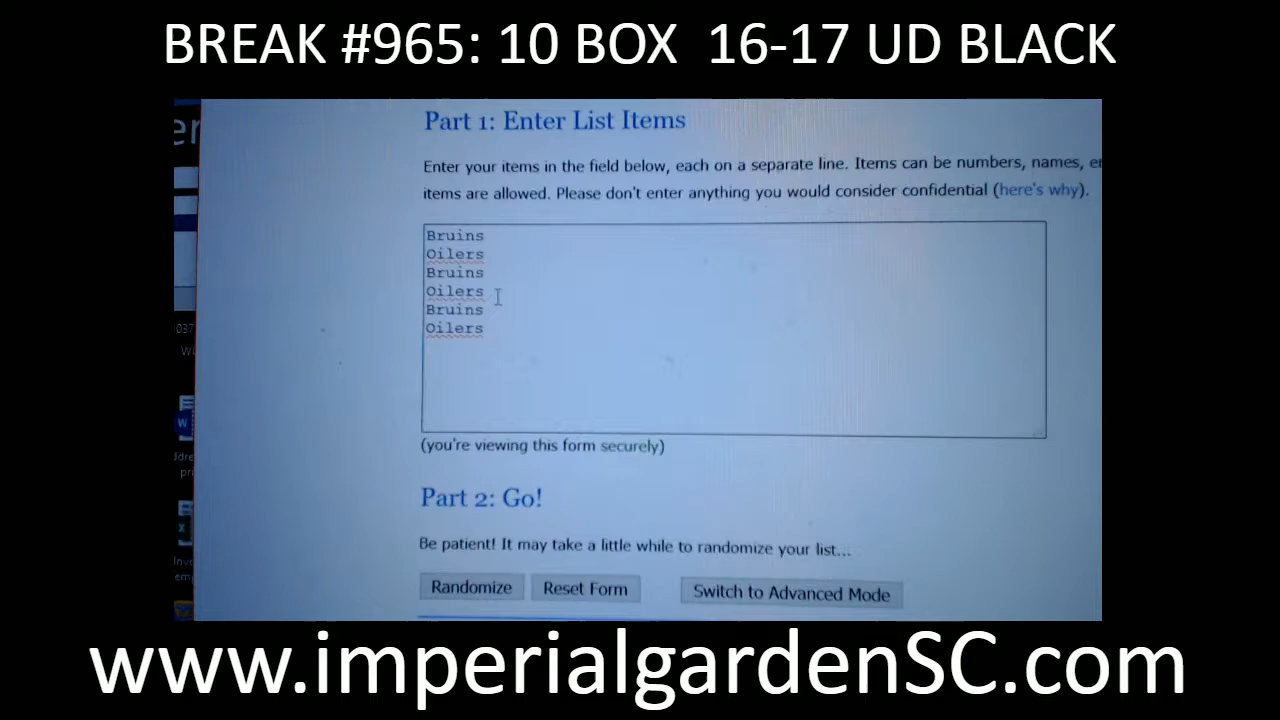 BREAK #965: 10 BOX 16-17 UD BLACK
Part 1: Enter List Items
Enter your items in the field below, each on a separate line. Items can be numbers, names,
items are allowed. Please don't enter anything you would consider confidential (here's why).
Bruins
Oilers
Bruins
Oilers
Bruins
Oilers
(you're viewing this form securely)
Part 2: Go!
Be patient! It may take a little while to randomize your list...
Randomize Reset Form Switch to Advanced Mode
www.imperialgardenSC.com